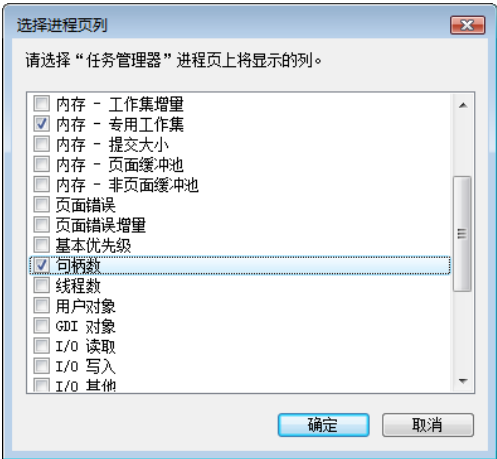 选择进程页列
请选择“任务管理器”进程页上将显示的列。
内存 - 工作集增量
内存 - 专用工作集
内存 - 提交大小
内存 - 页面缓冲池
内存 - 非页面缓冲池
页面错误
页面错误增量
基本优先级
句柄数
线程数
用户对象
GDI 对象
I/O 读取
I/O 写入
I/O 其他
确定
取消